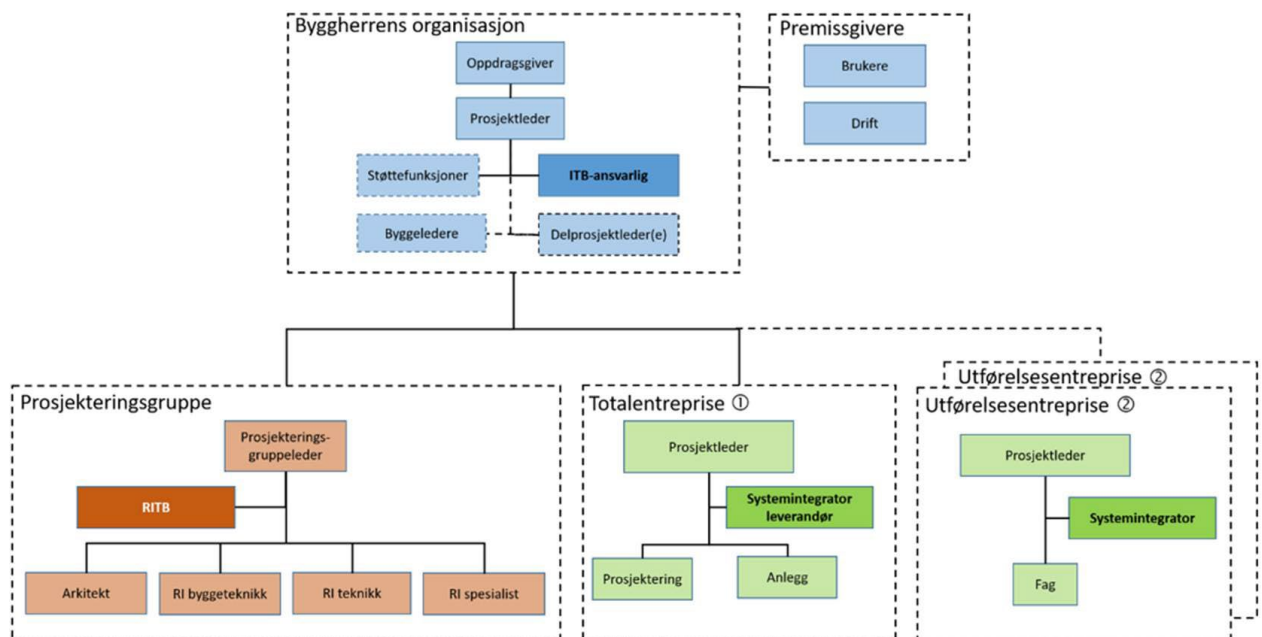 Byggherrens organisasjon
Oppdragsgiver
Prosjektleder
Støttefunksjoner
ITB-ansvarlig
Byggeledere
Delprosjektleder(e)
Premissgivere
Brukere
Drift
Prosjekteringsgruppe
Prosjekterings-
gruppeleder
RITB
Arkitekt
RI byggeteknikk
RI teknikk
RI spesialist
Totalentreprise ①
Prosjektleder
Systemintegrator
leverandør
Prosjektering
Anlegg
Utførelsesentreprise ②
Utførelsesentreprise ②
Prosjektleder
Systemintegrator
Fag